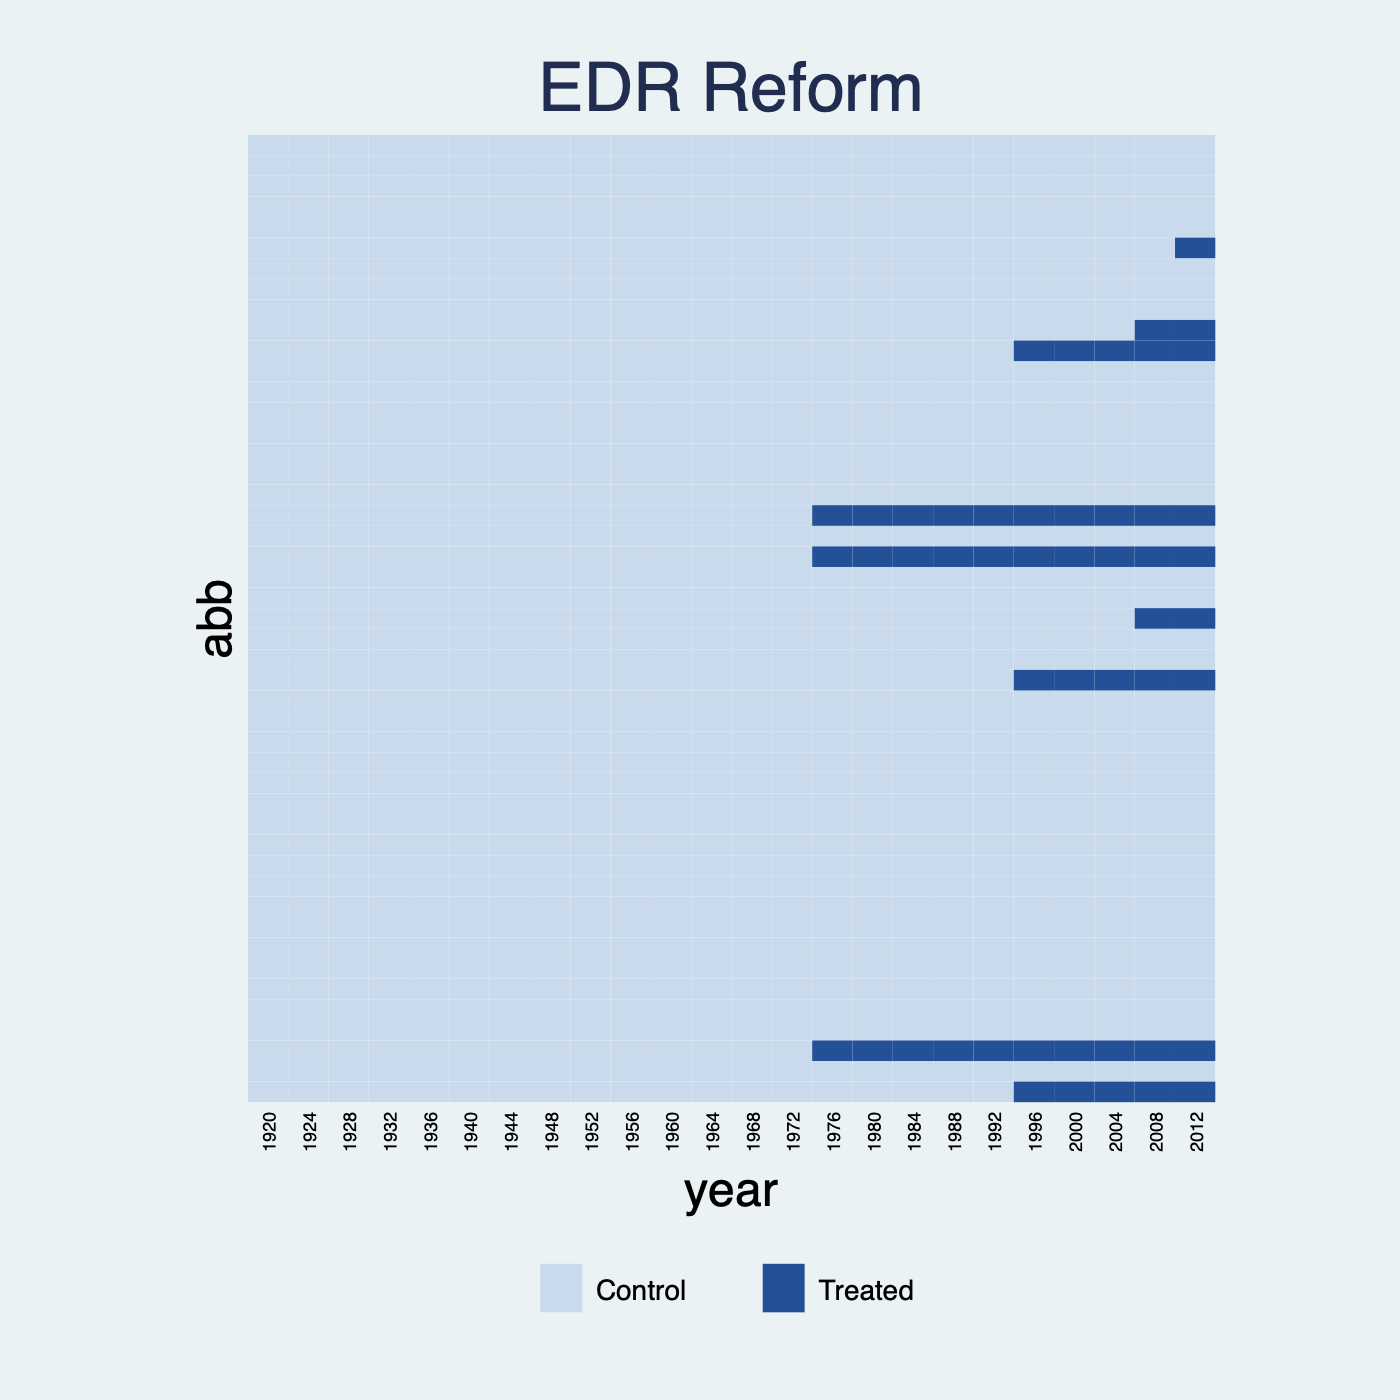 EDR Reform
abb
1920 1924 1928 1932 1936 1940 1944 1948 1952 1956 1960 1964 1968 1972 1976 1980 1984 1988 1992 1996 2000 2004 2008 2012
year
Control Treated